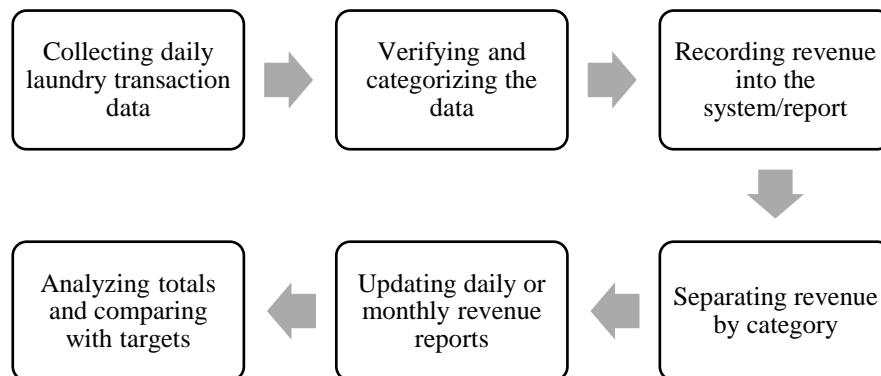 Collecting daily
laundry transaction
data
Verifying and
categorizing the
data
Recording revenue
into the
system/report
Separating revenue
by category
Updating daily or
monthly revenue
reports
Analyzing totals
and comparing
with targets